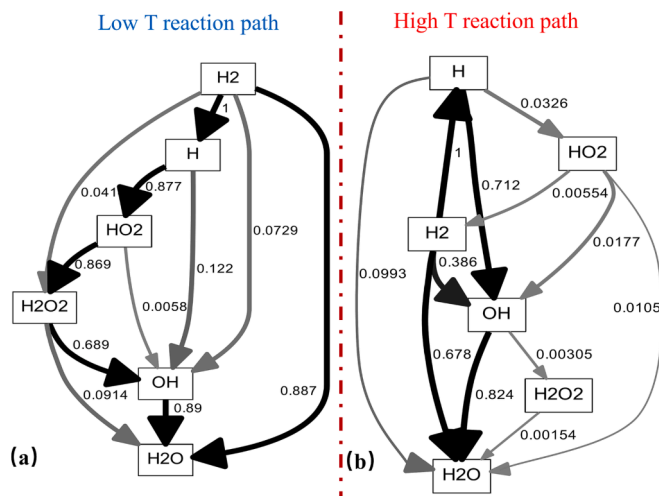 Low T reaction path
H2
1
H
0.041
0.877
HO2
0.0729
0.869
0.122
H2O2
0.0058
0.689
OH
0.0914
0.89
0.887
(a)
H2O
High T reaction path
H
0.0326
HO2
1
0.712
0.00554
H2
0.386
0.0177
0.0993
OH
0.0105
0.678
0.00305
0.824
H2O2
0.00154
(b)
H2O